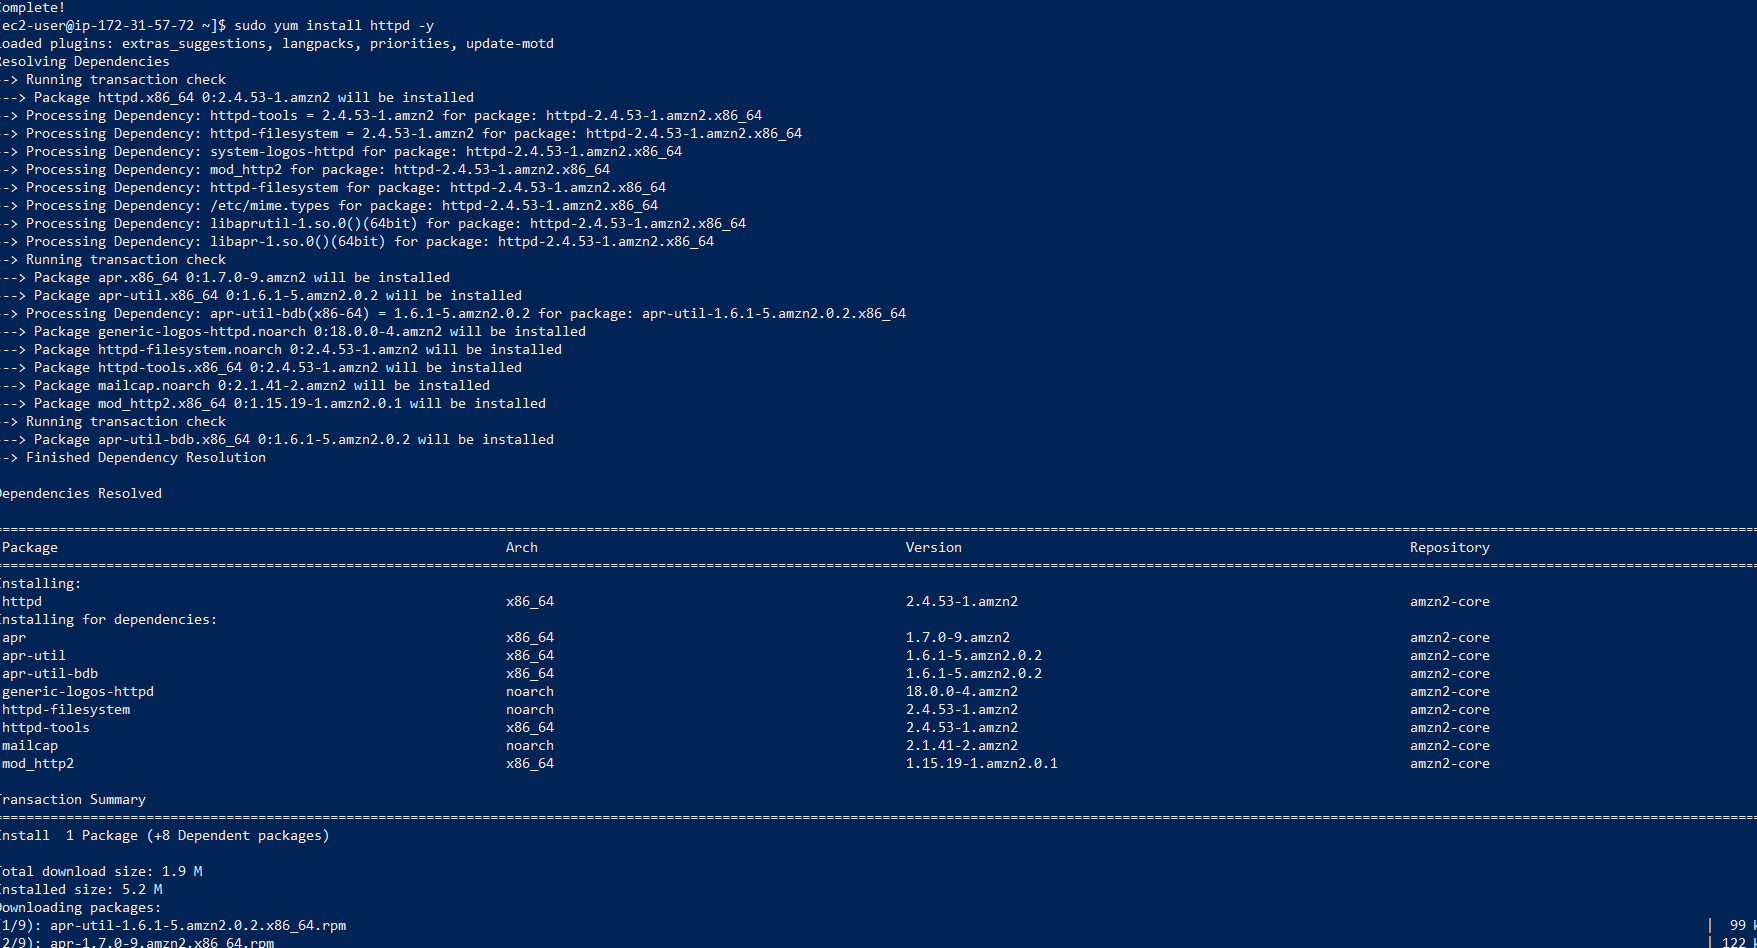 omplete!
ec2-user@ip-172-31-57-72 ~]$ sudo yum install httpd -y
oaded plugins: extras_suggestions, langpacks, priorities, update-motd
esolving Dependencies
--> Running transaction check
---> Package httpd.x86_64 0:2.4.53-1.amzn2 will be installed
--> Processing Dependency: httpd-tools = 2.4.53-1.amzn2 for package: httpd-2.4.53-1.amzn2.x86_64
--> Processing Dependency: httpd-filesystem = 2.4.53-1.amzn2 for package: httpd-2.4.53-1.amzn2.x86_64
--> Processing Dependency: system-logos-httpd for package: httpd-2.4.53-1.amzn2.x86_64
--> Processing Dependency: mod_http2 for package: httpd-2.4.53-1.amzn2.x86_64
--> Processing Dependency: httpd-filesystem for package: httpd-2.4.53-1.amzn2.x86_64
--> Processing Dependency: /etc/mime.types for package: httpd-2.4.53-1.amzn2.x86_64
--> Processing Dependency: libaprutil-1.so.0()(64bit) for package: httpd-2.4.53-1.amzn2.x86_64
--> Processing Dependency: libapr-1.so.0()(64bit) for package: httpd-2.4.53-1.amzn2.x86_64
--> Running transaction check
---> Package apr.x86_64 0:1.7.0-9.amzn2 will be installed
---> Package apr-util.x86_64 0:1.6.1-5.amzn2.0.2 will be installed
--> Processing Dependency: apr-util-bdb(x86-64) = 1.6.1-5.amzn2.0.2 for package: apr-util-1.6.1-5.amzn2.0.2.x86_64
---> Package generic-logos-httpd.noarch 0:18.0.0-4.amzn2 will be installed
---> Package httpd-filesystem.noarch 0:2.4.53-1.amzn2 will be installed
---> Package httpd-tools.x86_64 0:2.4.53-1.amzn2 will be installed
---> Package mailcap.noarch 0:2.1.41-2.amzn2 will be installed
---> Package mod_http2.x86_64 0:1.15.19-1.amzn2.0.1 will be installed
--> Running transaction check
---> Package apr-util-bdb.x86_64 0:1.6.1-5.amzn2.0.2 will be installed
--> Finished Dependency Resolution
Dependencies Resolved
Package Arch Version Repository
Installing:
httpd x86_64 2.4.53-1.amzn2 amzn2-core
Installing for dependencies:
apr x86_64 1.7.0-9.amzn2 amzn2-core
apr-util x86_64 1.6.1-5.amzn2.0.2 amzn2-core
apr-util-bdb x86_64 1.6.1-5.amzn2.0.2 amzn2-core
generic-logos-httpd noarch 18.0.0-4.amzn2 amzn2-core
httpd-filesystem noarch 2.4.53-1.amzn2 amzn2-core
httpd-tools x86_64 2.4.53-1.amzn2 amzn2-core
mailcap noarch 2.1.41-2.amzn2 amzn2-core
mod_http2 x86_64 1.15.19-1.amzn2.0.1 amzn2-core
Transaction Summary
Install 1 Package (+8 Dependent packages)
Total download size: 1.9 M
Installed size: 5.2 M
Downloading packages:
(1/9): apr-util-1.6.1-5.amzn2.0.2.x86_64.rpm | 99 k
(2/9): apr-1.7.0-9.amzn2.x86_64.rpm | 122 k